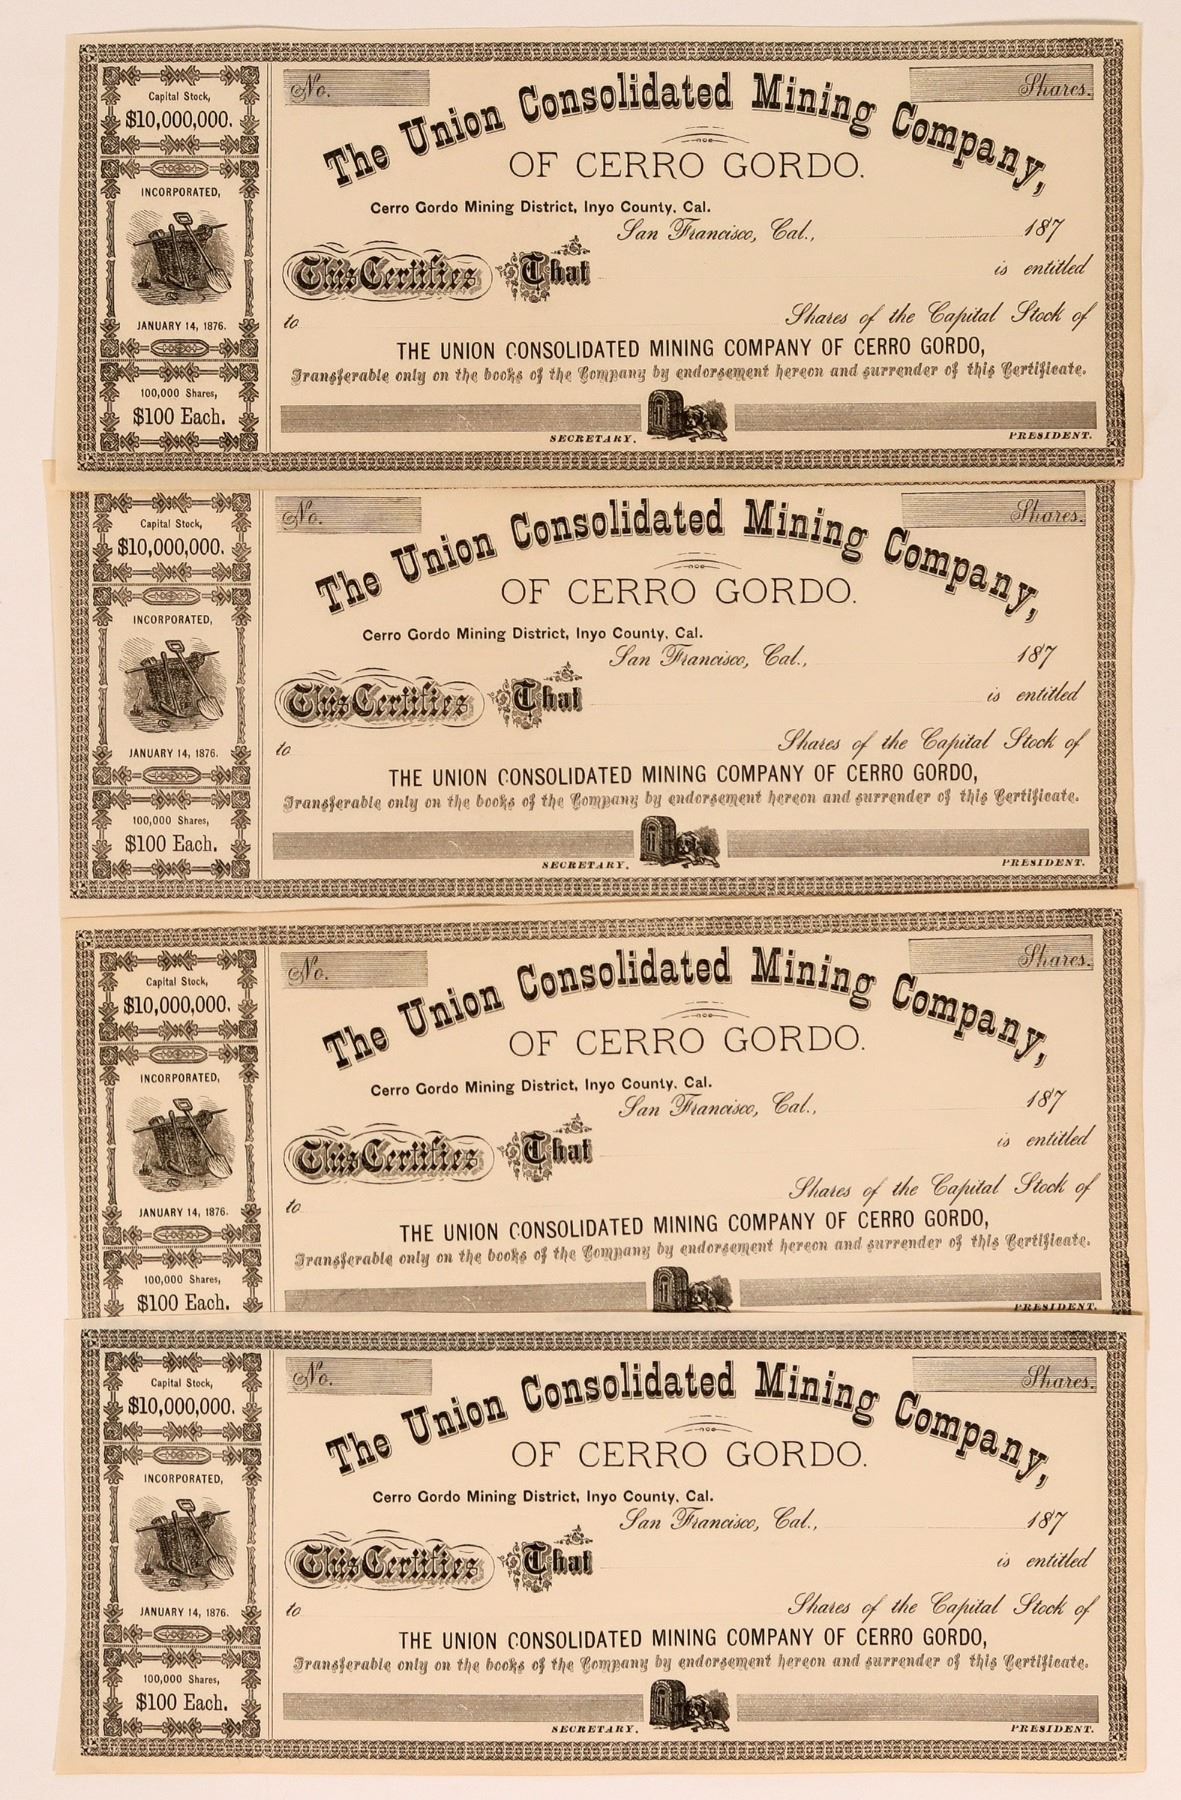 Capital Stock,
$10,000,000.
INCORPORATED,
JANUARY 14, 1876.
100,000 Shares,
$100 Each.
No. Shares.
The Union Consolidated Mining Company,
OF CERRO GORDO.
Cerro Gordo Mining District, Inyo County, Cal.
San Francisco, Cal., 187
This Certifies That is entitled
to Shares of the Capital Stock of
THE UNION CONSOLIDATED MINING COMPANY OF CERRO GORDO,
Transferable only on the books of the Company by endorsement hereon and surrender of this Certificate.
SECRETARY. PRESIDENT.
Capital Stock,
$10,000,000.
INCORPORATED,
JANUARY 14, 1876.
100,000 Shares,
$100 Each.
No. Shares.
The Union Consolidated Mining Company,
OF CERRO GORDO.
Cerro Gordo Mining District, Inyo County, Cal.
San Francisco, Cal., 187
This Certifies That is entitled
to Shares of the Capital Stock of
THE UNION CONSOLIDATED MINING COMPANY OF CERRO GORDO,
Transferable only on the books of the Company by endorsement hereon and surrender of this Certificate.
SECRETARY. PRESIDENT.
Capital Stock,
$10,000,000.
INCORPORATED,
JANUARY 14, 1876.
100,000 Shares,
$100 Each.
No. Shares.
The Union Consolidated Mining Company,
OF CERRO GORDO.
Cerro Gordo Mining District, Inyo County, Cal.
San Francisco, Cal., 187
This Certifies That is entitled
to Shares of the Capital Stock of
THE UNION CONSOLIDATED MINING COMPANY OF CERRO GORDO,
Transferable only on the books of the Company by endorsement hereon and surrender of this Certificate.
PRESIDENT.
Capital Stock,
$10,000,000.
INCORPORATED,
JANUARY 14, 1876.
100,000 Shares,
$100 Each.
No. Shares.
The Union Consolidated Mining Company,
OF CERRO GORDO.
Cerro Gordo Mining District, Inyo County, Cal.
San Francisco, Cal., 187
This Certifies That is entitled
to Shares of the Capital Stock of
THE UNION CONSOLIDATED MINING COMPANY OF CERRO GORDO,
Transferable only on the books of the Company by endorsement hereon and surrender of this Certificate.
SECRETARY. PRESIDENT.